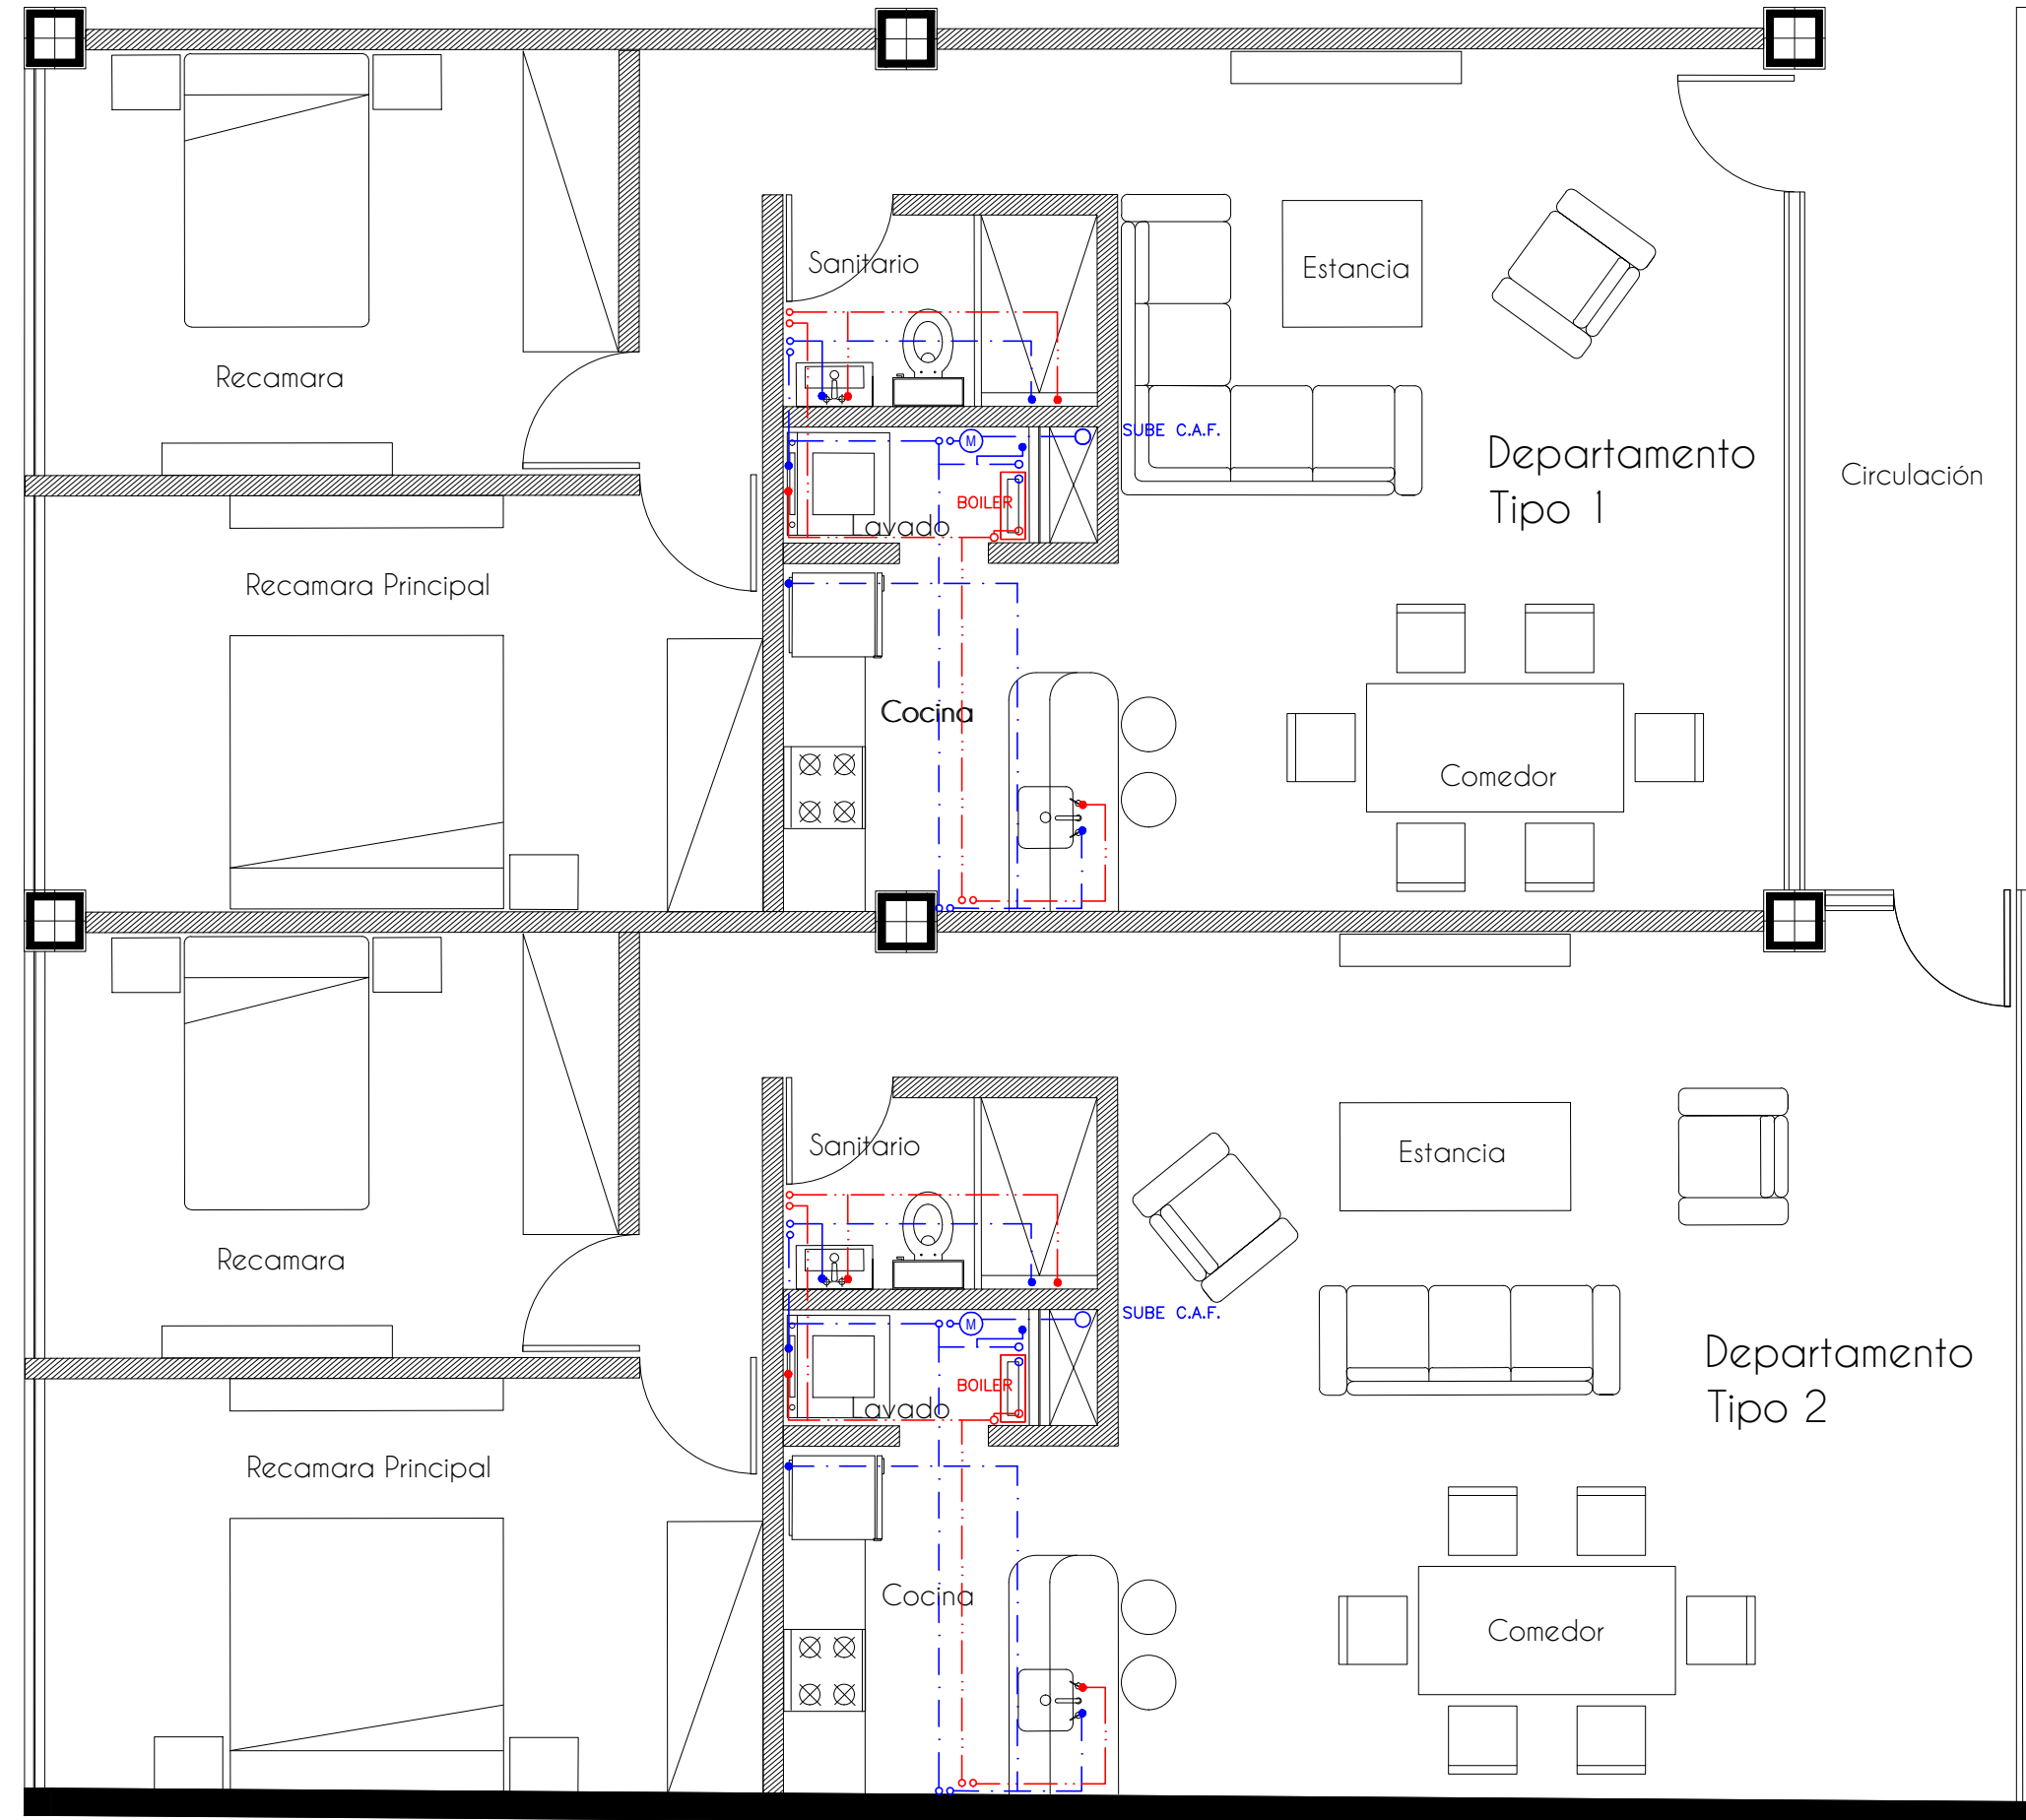 Sanitario
Estancia
Recamara
SUBE C.A.F.
M
Departamento
Tipo 1
Circulación
BOILER
Lavado
Recamara Principal
Cocina
Comedor
Sanitario
Estancia
Recamara
SUBE C.A.F.
M
Departamento
Tipo 2
BOILER
Lavado
Recamara Principal
Cocina
Comedor